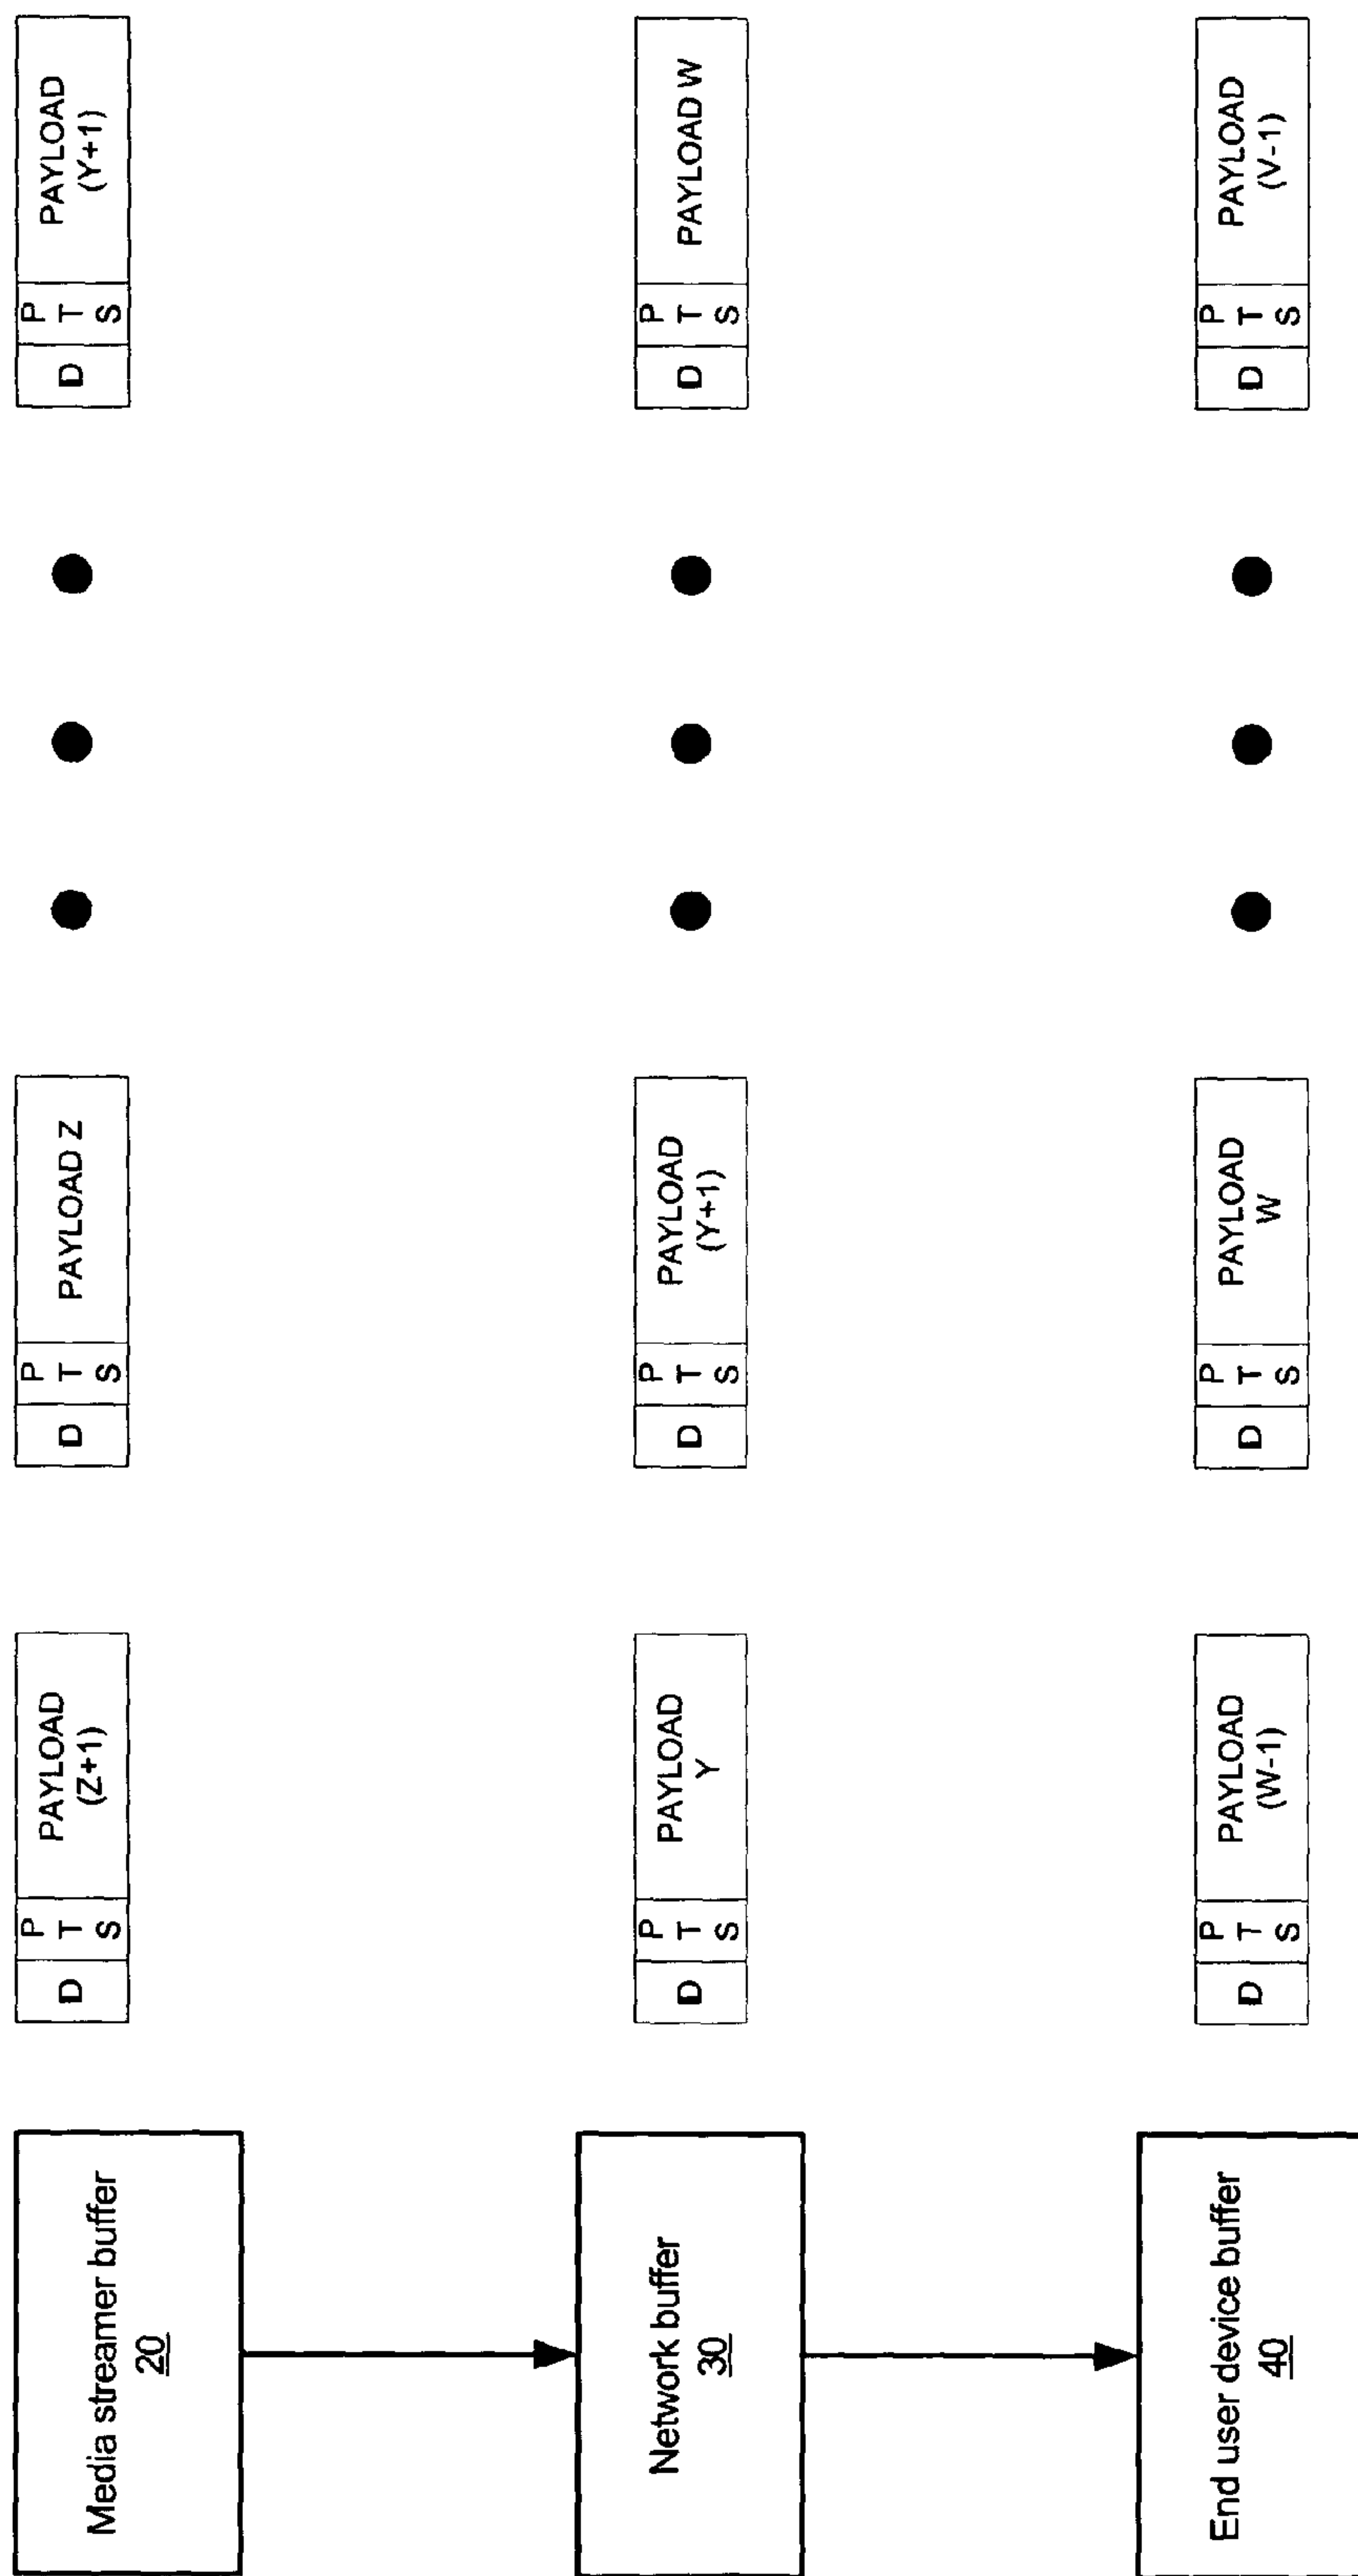 Media streamer buffer
20
D
P
T
S
PAYLOAD
(Z+1)
D
P
T
S
PAYLOAD Z
D
P
T
S
PAYLOAD
(Y+1)
Network buffer
30
D
P
T
S
PAYLOAD
Y
D
P
T
S
PAYLOAD
(Y+1)
D
P
T
S
PAYLOAD W
End user device buffer
40
D
P
T
S
PAYLOAD
(W-1)
D
P
T
S
PAYLOAD
W
D
P
T
S
PAYLOAD
(V-1)